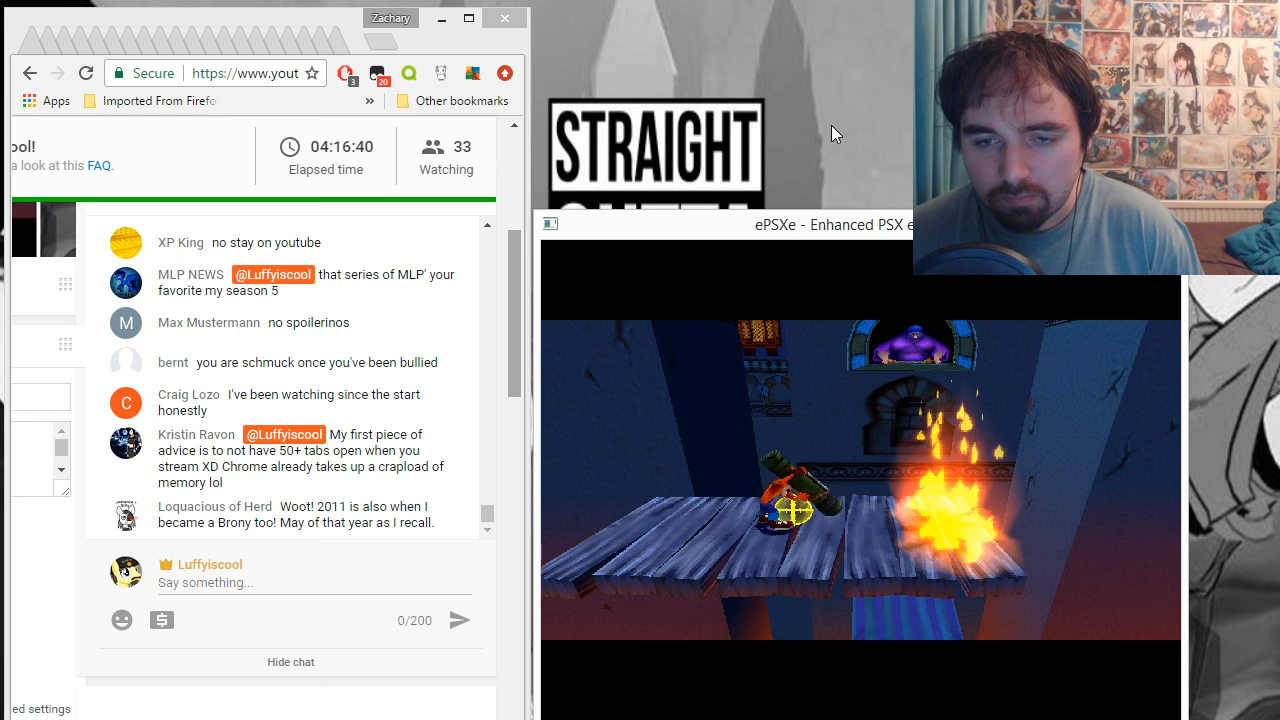 Zachary
Secure https://www.yout
3
20
Apps Imported From Firefo
» Other bookmarks
ool!
a look at this FAQ.
04:16:40
Elapsed time
33
Watching
XP King no stay on youtube
MLP NEWS @Luffyiscool that series of MLP' your
favorite my season 5
M
Max Mustermann no spoilerinos
bernt you are schmuck once you've been bullied
C
Craig Lozo I've been watching since the start
honestly
Kristin Ravon @Luffyiscool My first piece of
advice is to not have 50+ tabs open when you
stream XD Chrome already takes up a crapload of
memory lol
Loquacious of Herd Woot! 2011 is also when I
became a Brony too! May of that year as I recall.
Luffyiscool
Say something...
0/200
Hide chat
ed settings
STRAIGHT
ePSXe - Enhanced PSX e